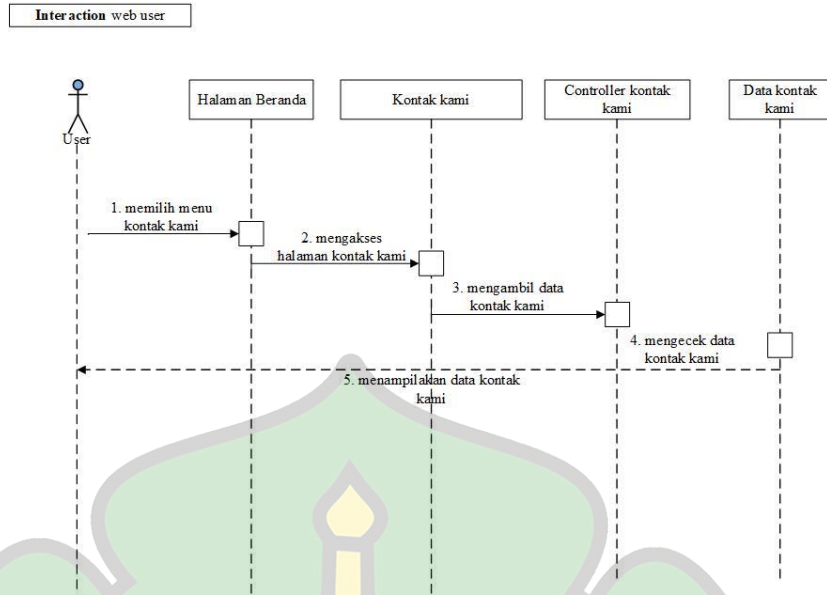 Interaction web user
User
Halaman Beranda
Kontak kami
Controller kontak
kami
Data kontak
kami
1. memilih menu
kontak kami
2. mengakses
halaman kontak kami
3. mengambil data
kontak kami
4. mengecek data
kontak kami
5. menampilakan data kontak
kami